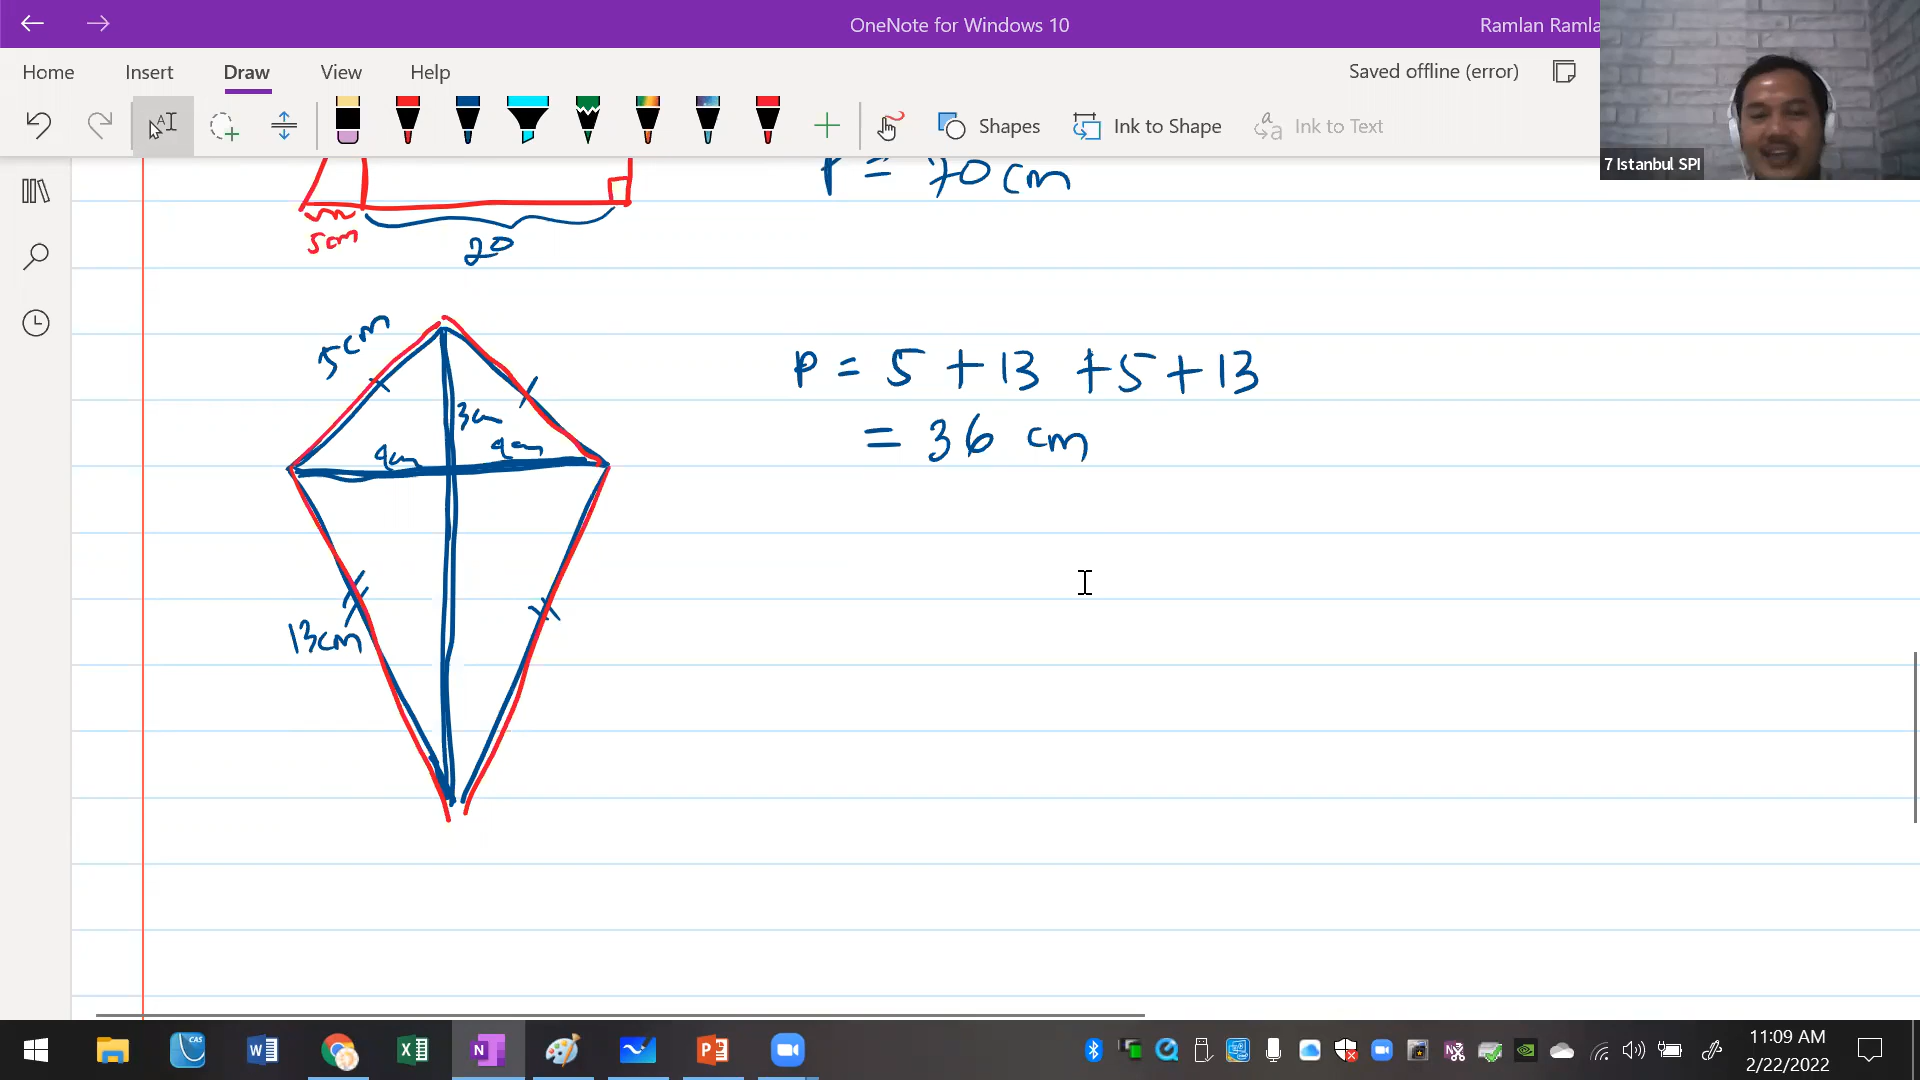 OneNote for Windows 10
Ramlan Ramla
Home Insert Draw View Help
Saved offline (error)
Shapes Ink to Shape Ink to Text
7 Istanbul SPI
P = 70 cm
5cm
20
5cm
3cm
4cm 4cm
13cm
P = 5 + 13 + 5 + 13
= 36 cm
11:09 AM
2/22/2022